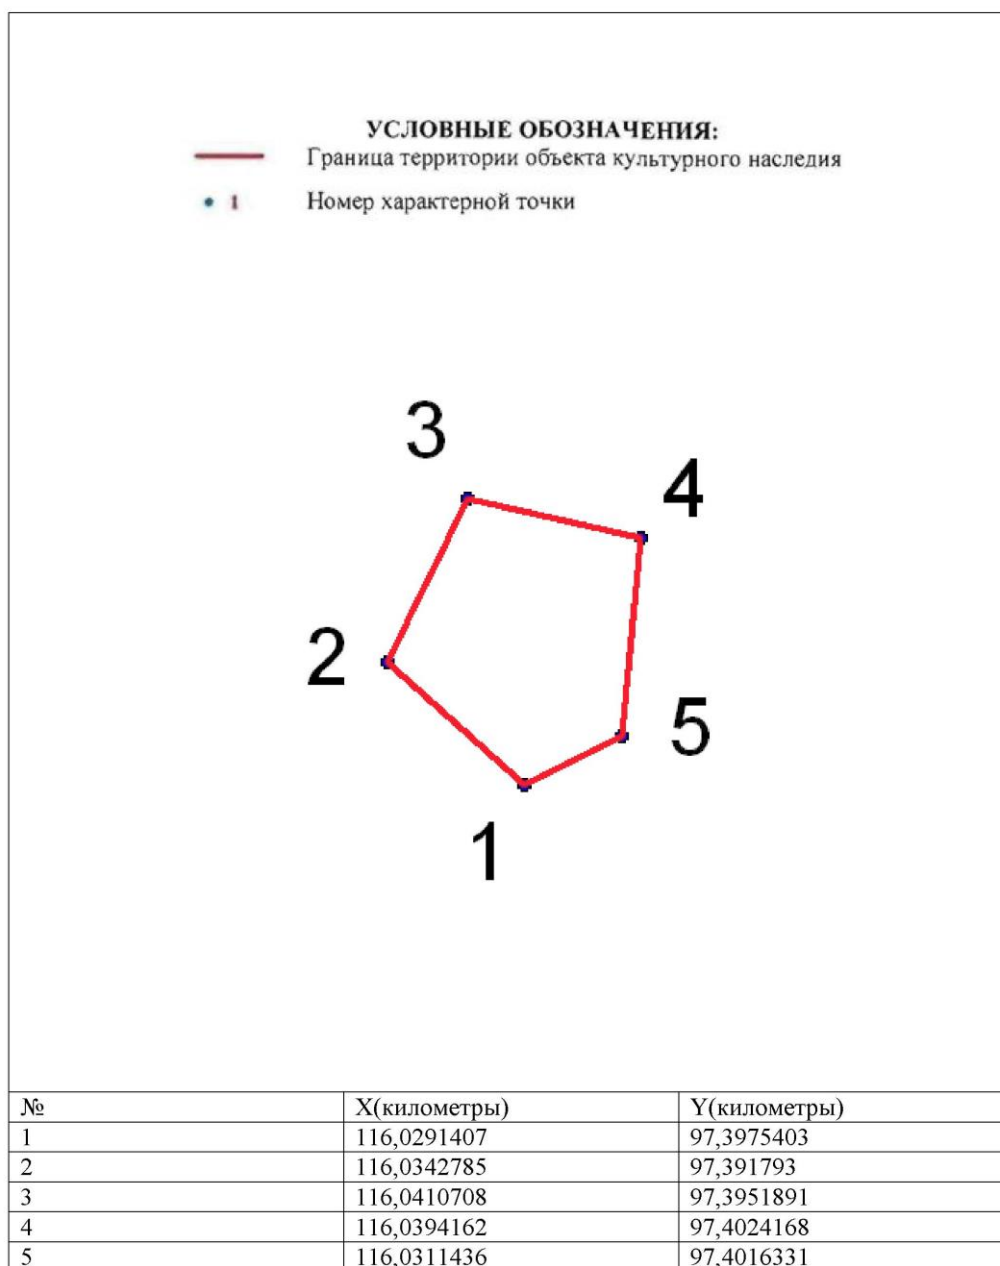 УСЛОВНЫЕ ОБОЗНАЧЕНИЯ:
Граница территории объекта культурного наследия
1 Номер характерной точки
3
4
2
5
1
№ X(километры) Y(километры)
1 116,0291407 97,3975403
2 116,0342785 97,391793
3 116,0410708 97,3951891
4 116,0394162 97,4024168
5 116,0311436 97,4016331